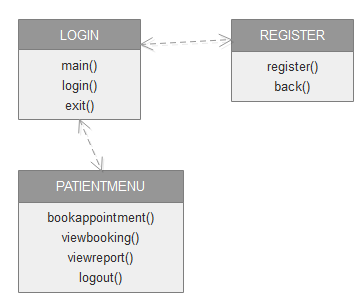 LOGIN
main()
login()
exit()
REGISTER
register()
back()
PATIENTMENU
bookappointment()
viewbooking()
viewreport()
logout()